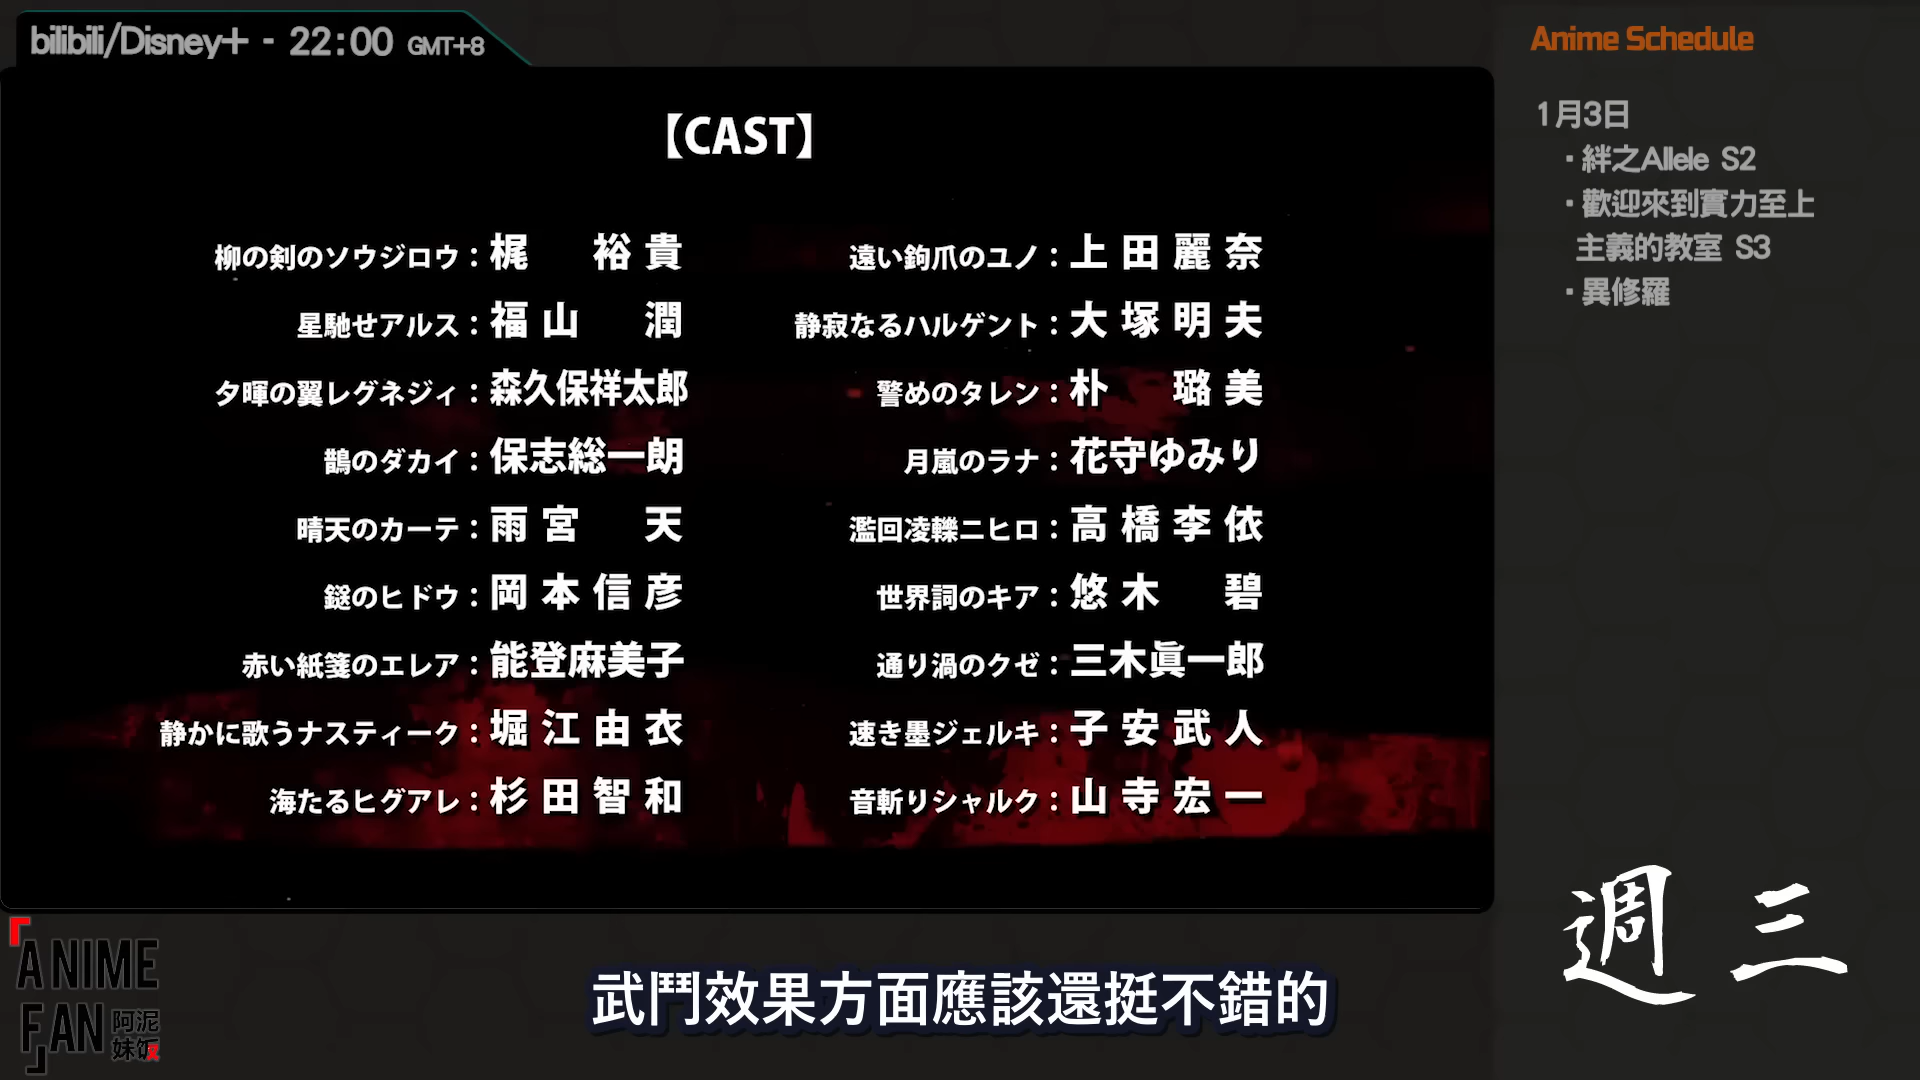 bilibili/Disney+ - 22:00 GMT+8
Anime Schedule
1月3日
・絆之Allele S2
・歡迎來到實力至上
主義的教室 S3
・異修羅
【CAST】
柳の剣のソウジロウ：梶 裕貴
星馳せアルス：福山 潤
夕暉の翼レグネジィ：森久保祥太郎
鵲のダカイ：保志総一朗
晴天のカーテ：雨宮 天
鎹のヒドウ：岡本信彦
赤い紙箋のエレア：能登麻美子
静かに歌うナスティーク：堀江由衣
海たるヒグアレ：杉田智和
遠い鉤爪のユノ：上田麗奈
静寂なるハルゲント：大塚明夫
警めのタレン：朴 璐美
月嵐のラナ：花守ゆみり
濫回凌轢ニヒロ：高橋李依
世界詞のキア：悠木 碧
通り渦のクゼ：三木眞一郎
速き墨ジェルキ：子安武人
音斬りシャルク：山寺宏一
週三
武鬥效果方面應該還挺不錯的
「ANIME
FAN」
阿泥
妹饭